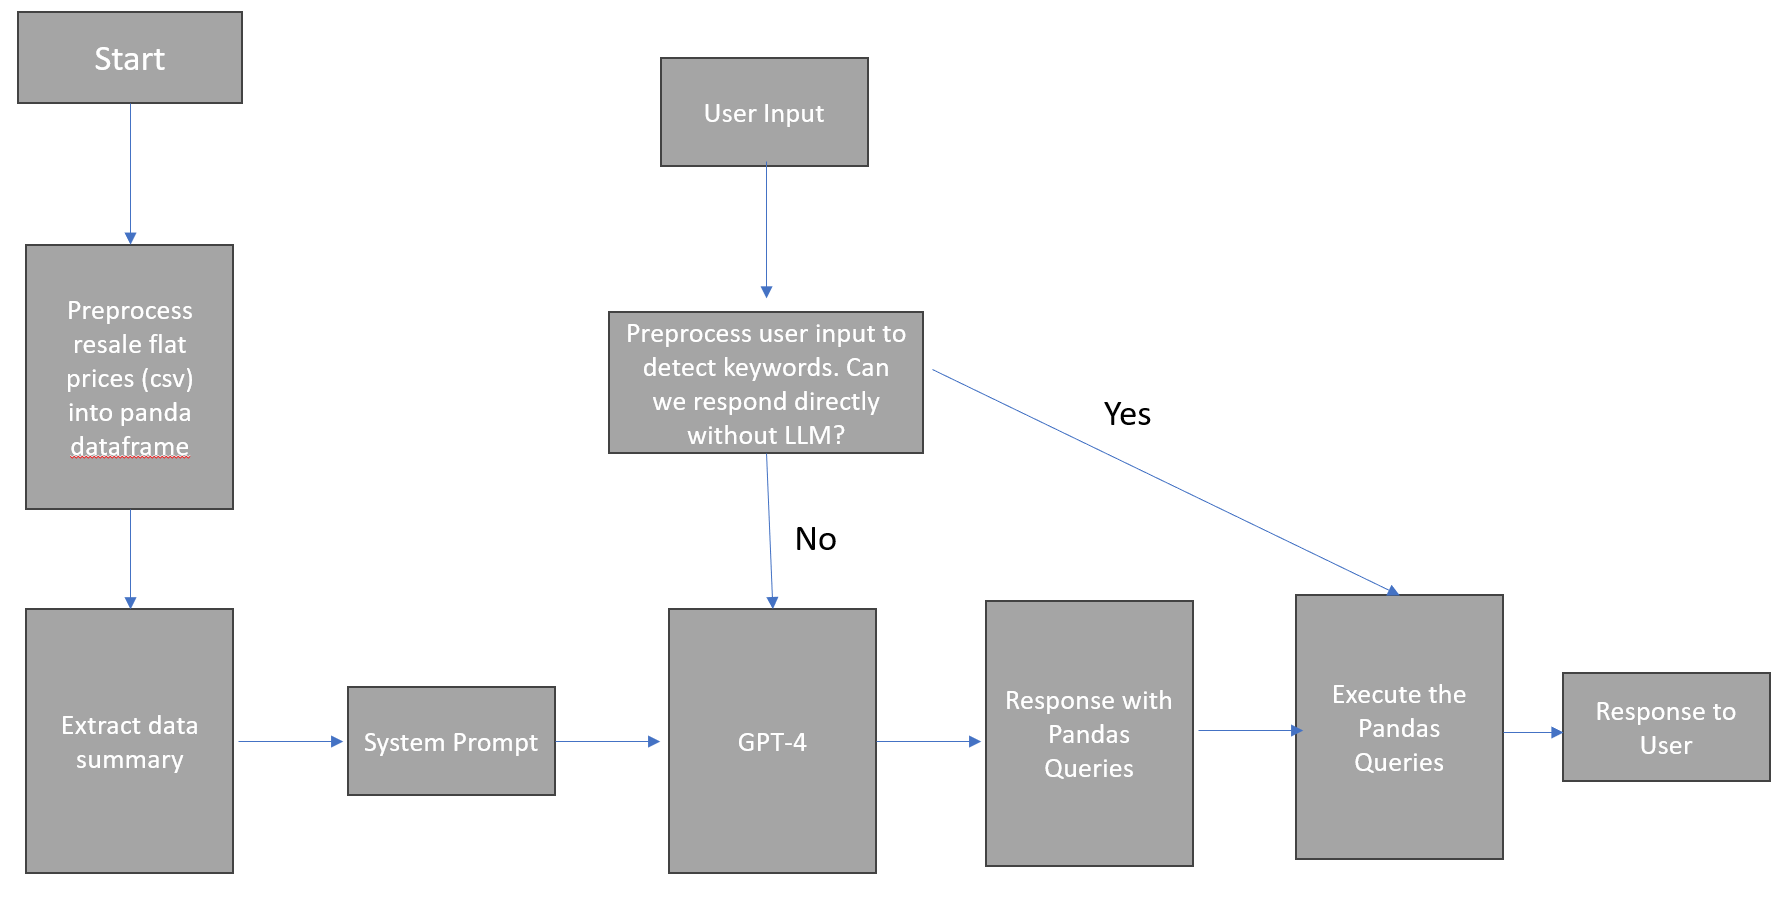 Start
User Input
Preprocess
resale flat
prices (csv)
into panda
dataframe
Preprocess user input to
detect keywords. Can
we respond directly
without LLM?
Yes
No
Extract data
summary
System Prompt
GPT-4
Response with
Pandas
Queries
Execute the
Pandas
Queries
Response to
User